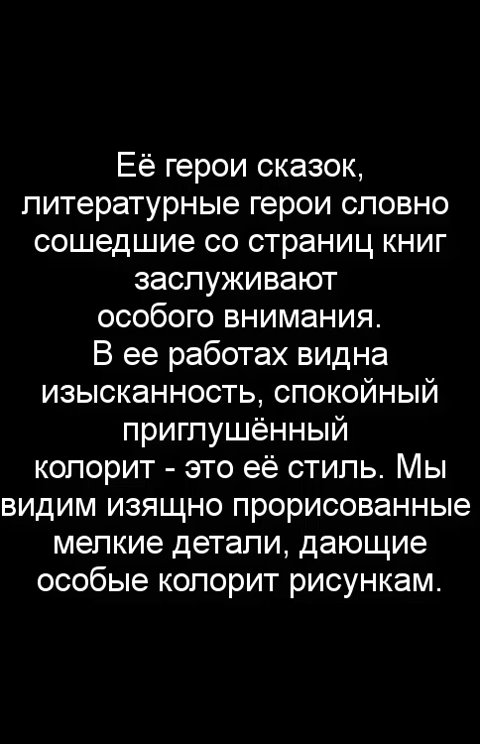 Её герои сказок,
литературные герои словно
сошедшие со страниц книг
заслуживают
особого внимания.
В ее работах видна
изысканность, спокойный
приглушённый
колорит - это её стиль. Мы
видим изящно прорисованные
мелкие детали, дающие
особые колорит рисункам.